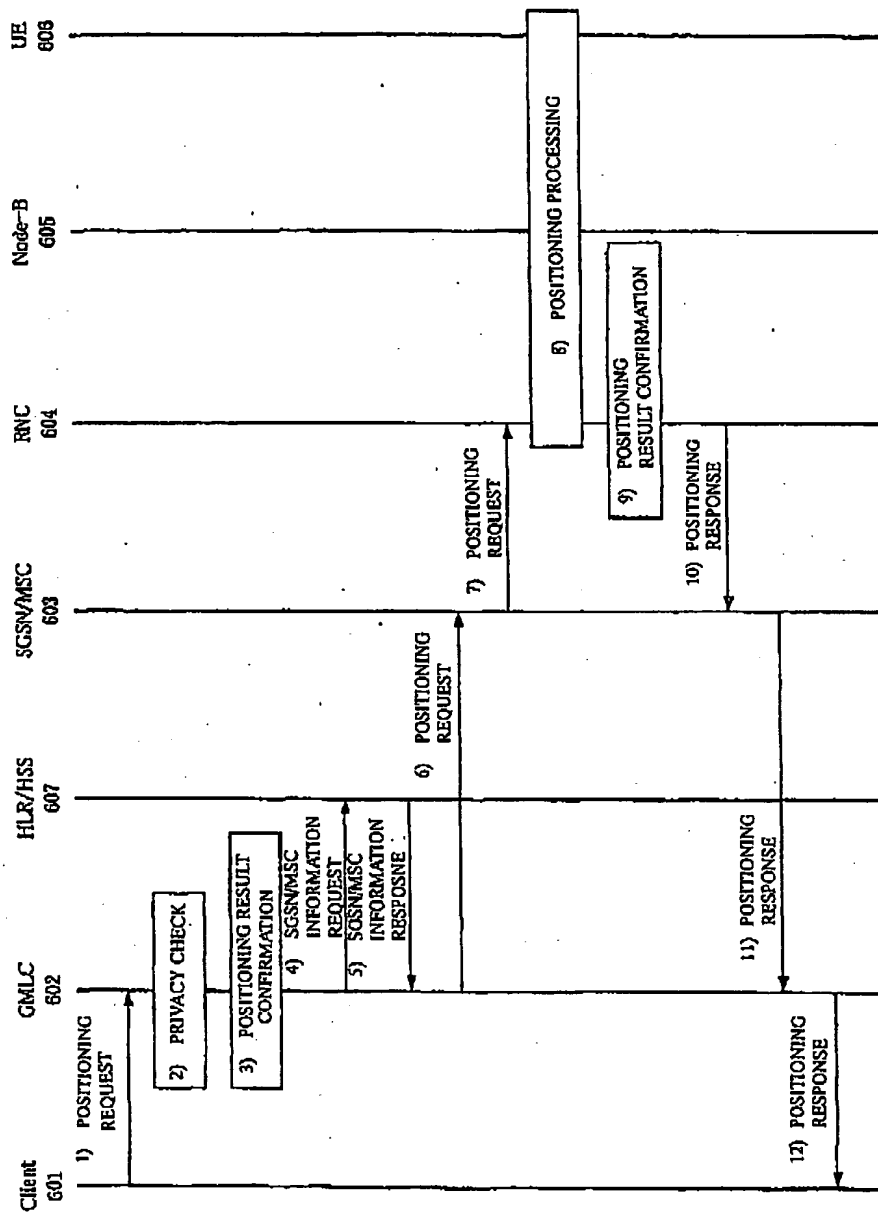 Client
601
GMLC
602
HLR/HSS
607
SGSN/MSC
603
RNC
604
Node-B
605
UE
606
1) POSITIONING
REQUEST
2) PRIVACY CHECK
3) POSITIONING RESULT
CONFIRMATION
4) SGSN/MSC
INFORMATION
REQUEST
5) SGSN/MSC
INFORMATION
RESPOSNE
6) POSITIONING
REQUEST
7) POSITIONING
REQUEST
8) POSITIONING PROCESSING
9) POSITIONING
RESULT CONFIRMATION
10) POSITIONING
RESPONSE
11) POSITIONING
RESPONSE
12) POSITIONING
RESPONSE